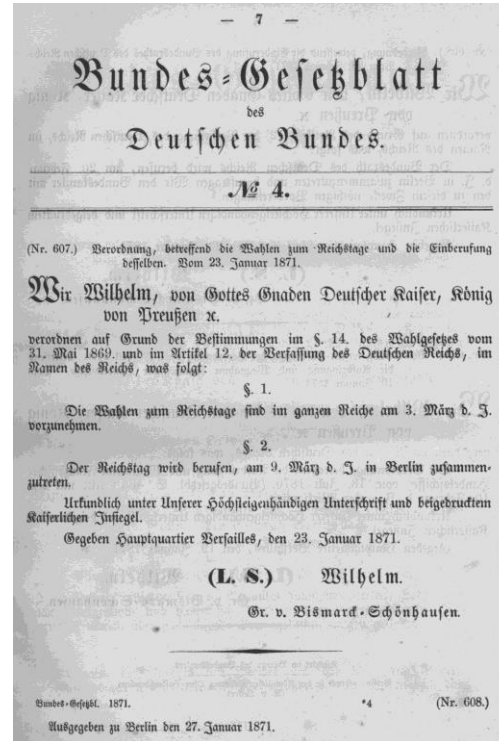 — 7 —
Bundes-Gesetzblatt
des
Deutschen Bundes.
№ 4.
(Nr. 607.) Verordnung, betreffend die Wahlen zum Reichstage und die Einberufung
desselben. Vom 23. Januar 1871.
Wir Wilhelm, von Gottes Gnaden Deutscher Kaiser, König
von Preußen ꝛc.
verordnen auf Grund der Bestimmungen im §. 14. des Wahlgesetzes vom
31. Mai 1869. und im Artikel 12. der Verfassung des Deutschen Reichs, im
Namen des Reichs, was folgt:
§. 1.
Die Wahlen zum Reichstage sind im ganzen Reiche am 3. März d. J.
vorzunehmen.
§. 2.
Der Reichstag wird berufen, am 9. März d. J. in Berlin zusammen-
zutreten.
Urkundlich unter Unserer Höchsteigenhändigen Unterschrift und beigedrucktem
Kaiserlichen Insiegel.
Gegeben Hauptquartier Versailles, den 23. Januar 1871.
(L. S.) Wilhelm.
Gr. v. Bismarck-Schönhausen.
Bundes-Gesetzbl. 1871. *4 (Nr. 608.)
Ausgegeben zu Berlin den 27. Januar 1871.